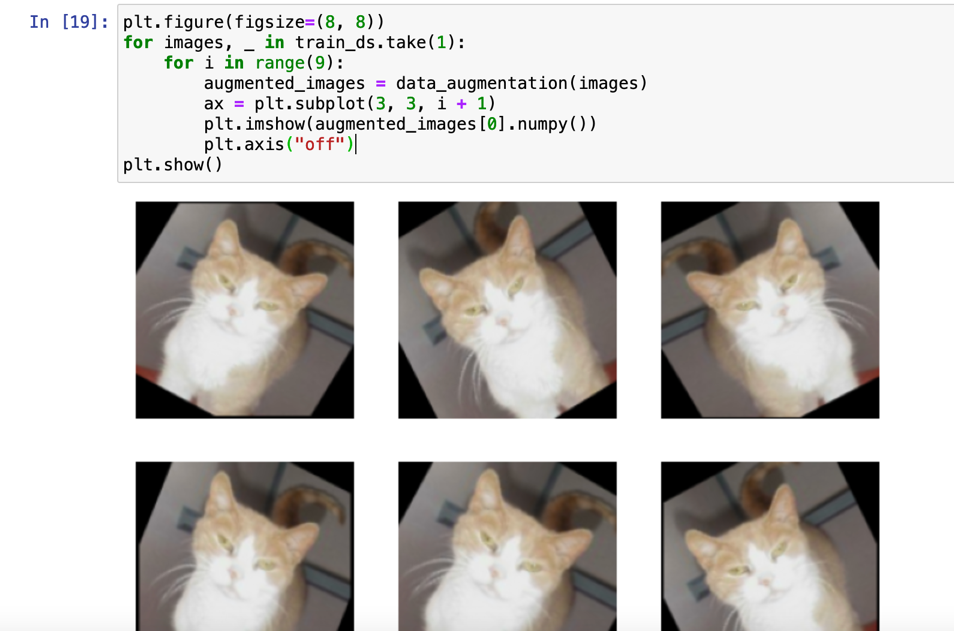 In [19]: plt.figure(figsize=(8, 8))
for images, _ in train_ds.take(1):
    for i in range(9):
        augmented_images = data_augmentation(images)
        ax = plt.subplot(3, 3, i + 1)
        plt.imshow(augmented_images[0].numpy())
        plt.axis("off")
plt.show()